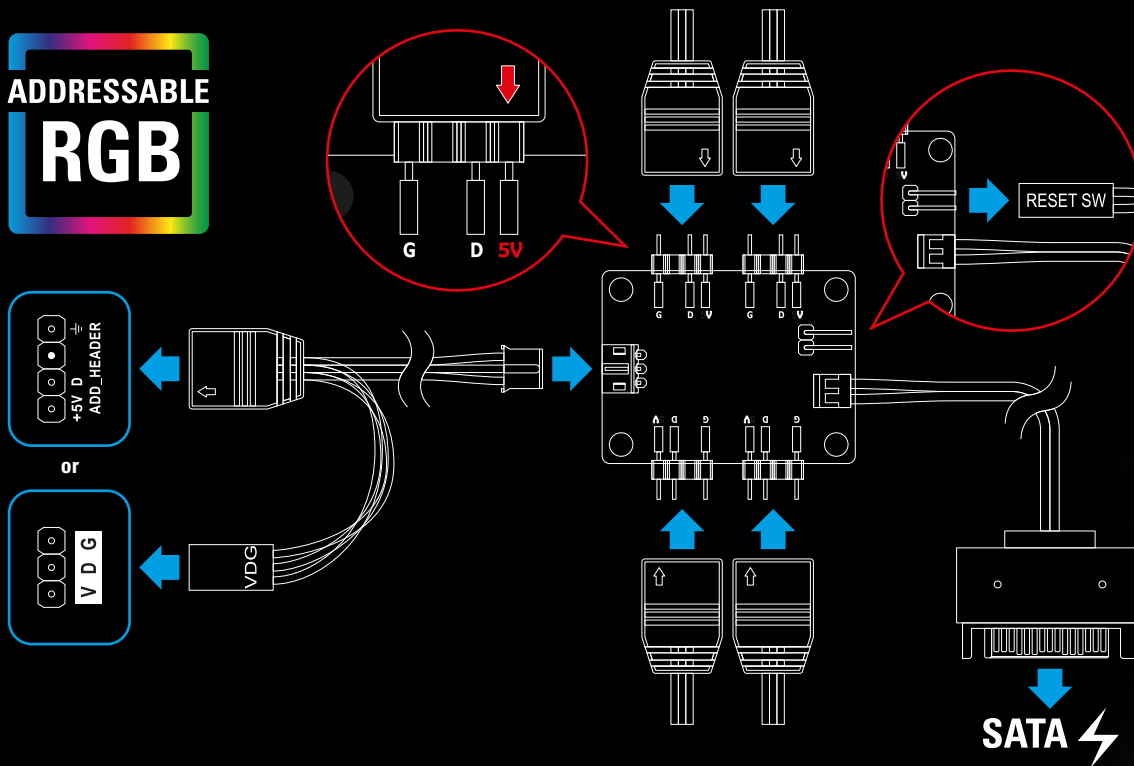 ADDRESSABLE
RGB
G D 5V
RESET SW
+5V D
ADD_HEADER
or
V D G
VDG
G D V
G D V
V D G
V D G
SATA